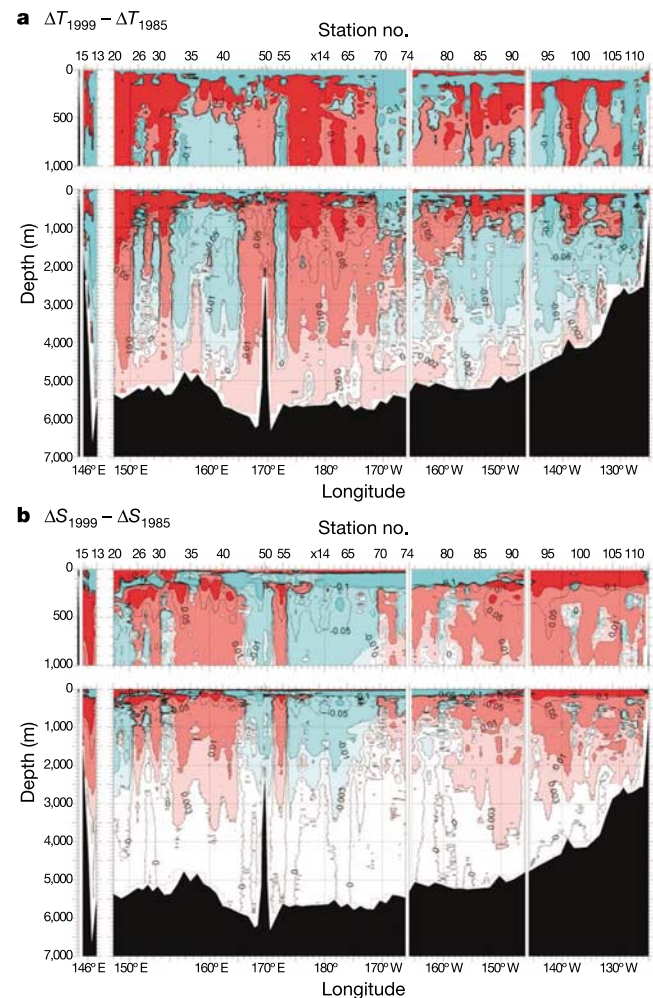 a ΔT1999 – ΔT1985
Station no.
15 13 20 26 30 35 40 50 55 x14 65 70 74 80 85 90 95 100 105 110
0
500
1,000
0
1,000
2,000
3,000
4,000
5,000
6,000
7,000
Depth (m)
146° E 150° E 160° E 170° E 180° W 170° W 160° W 150° W 140° W 130° W
Longitude
b ΔS1999 – ΔS1985
Station no.
15 13 20 26 30 35 40 50 55 x14 65 70 74 80 85 90 95 100 105 110
0
500
1,000
0
1,000
2,000
3,000
4,000
5,000
6,000
7,000
Depth (m)
146° E 150° E 160° E 170° E 180° W 170° W 160° W 150° W 140° W 130° W
Longitude